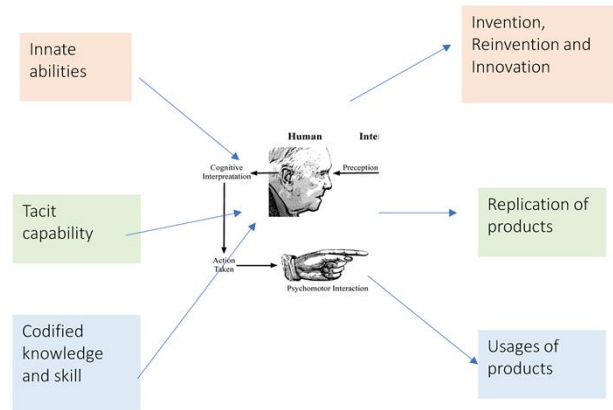 Innate
abilities
Invention,
Reinvention and
Innovation
Human
Inte
Cognitive
Interpreatation
Preception
Tacit
capability
Replication of
products
Action
Taken
Psychomotor Interaction
Codified
knowledge
and skill
Usages of
products